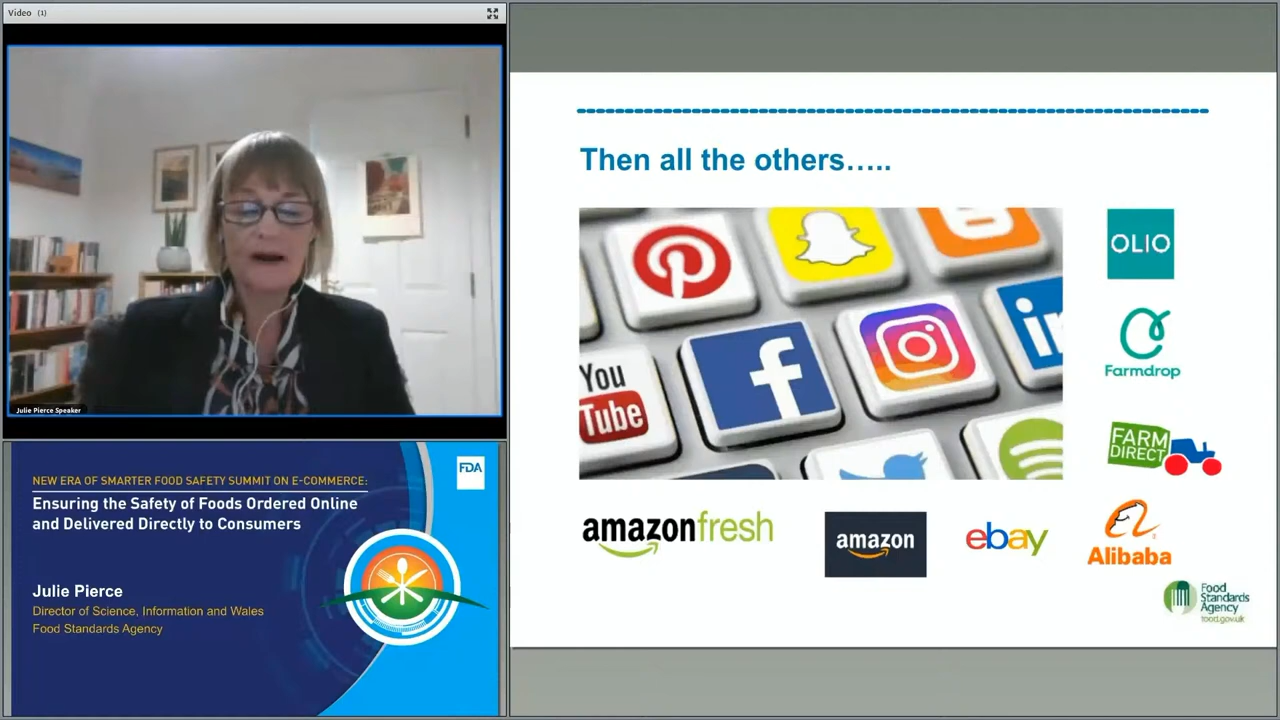 Video (1)
Julie Pierce Speaker
NEW ERA OF SMARTER FOOD SAFETY SUMMIT ON E-COMMERCE:
Ensuring the Safety of Foods Ordered Online
and Delivered Directly to Consumers
FDA
Julie Pierce
Director of Science, Information and Wales
Food Standards Agency
Then all the others…..
You
Tube
f
in
OLIO
Farmdrop
FARM
DIRECT
amazonfresh
amazon
ebay
Alibaba
Food
Standards
Agency
food.gov.uk